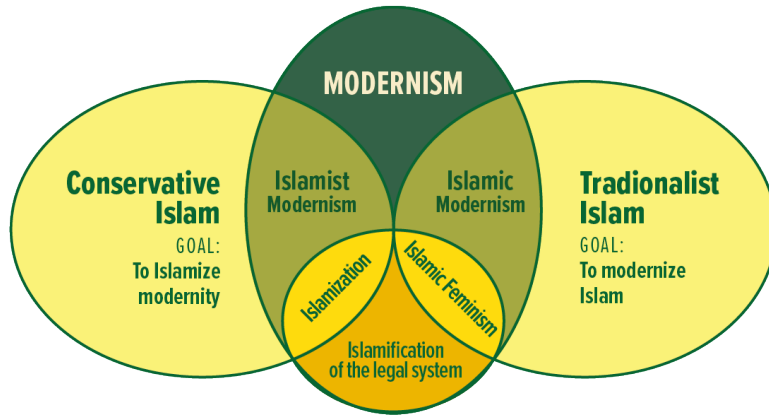 MODERNISM
Conservative
Islam
GOAL:
To Islamize
modernity
Islamist
Modernism
Islamic
Modernism
Tradionalist
Islam
GOAL:
To modernize
Islam
Islamization
Islamic Feminism
Islamification
of the legal system